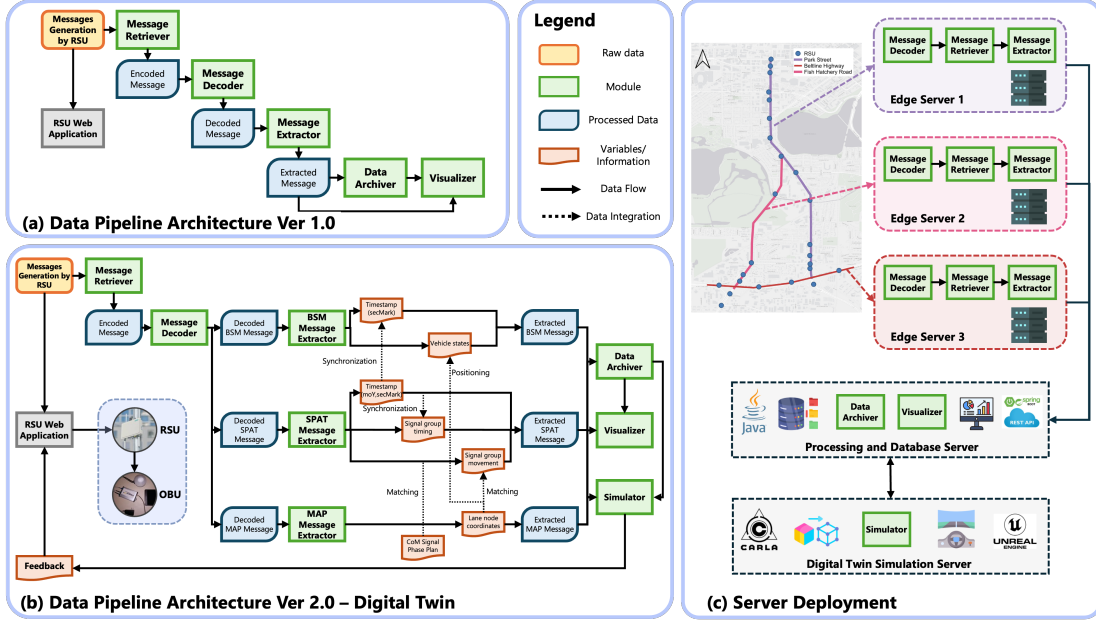 Messages
Generation
by RSU
Message
Retriever
Encoded
Message
Message
Decoder
RSU Web
Application
Decoded
Message
Message
Extractor
Extracted
Message
Data
Archiver
Visualizer
(a) Data Pipeline Architecture Ver 1.0
Legend
Raw data
Module
Processed Data
Variables/
Information
Data Flow
Data Integration
Messages
Generation by
RSU
Message
Retriever
Encoded
Message
Message
Decoder
Decoded
BSM Message
BSM
Message
Extractor
Timestamp
(secMark)
Vehicle states
Extracted
BSM Message
Synchronization
Positioning
Data
Archiver
Timestamp
(moY,secMark)
Synchronization
RSU Web
Application
RSU
OBU
Decoded
SPAT
Message
SPAT
Message
Extractor
Signal group
timing
Extracted
SPAT
Message
Visualizer
Signal group
movement
Matching
Matching
Simulator
Decoded
MAP Message
MAP
Message
Extractor
Lane node
coordinates
Extracted
MAP Message
CoM Signal
Phase Plan
Feedback
(b) Data Pipeline Architecture Ver 2.0 – Digital Twin
RSU
Park Street
Beltline Highway
Fish Hatchery Road
Message
Decoder
Message
Retriever
Message
Extractor
Edge Server 1
Message
Decoder
Message
Retriever
Message
Extractor
Edge Server 2
Message
Decoder
Message
Retriever
Message
Extractor
Edge Server 3
Java
Data
Archiver
Visualizer
spring
REST API
Processing and Database Server
CARLA
Simulator
UNREAL
ENGINE
Digital Twin Simulation Server
(c) Server Deployment